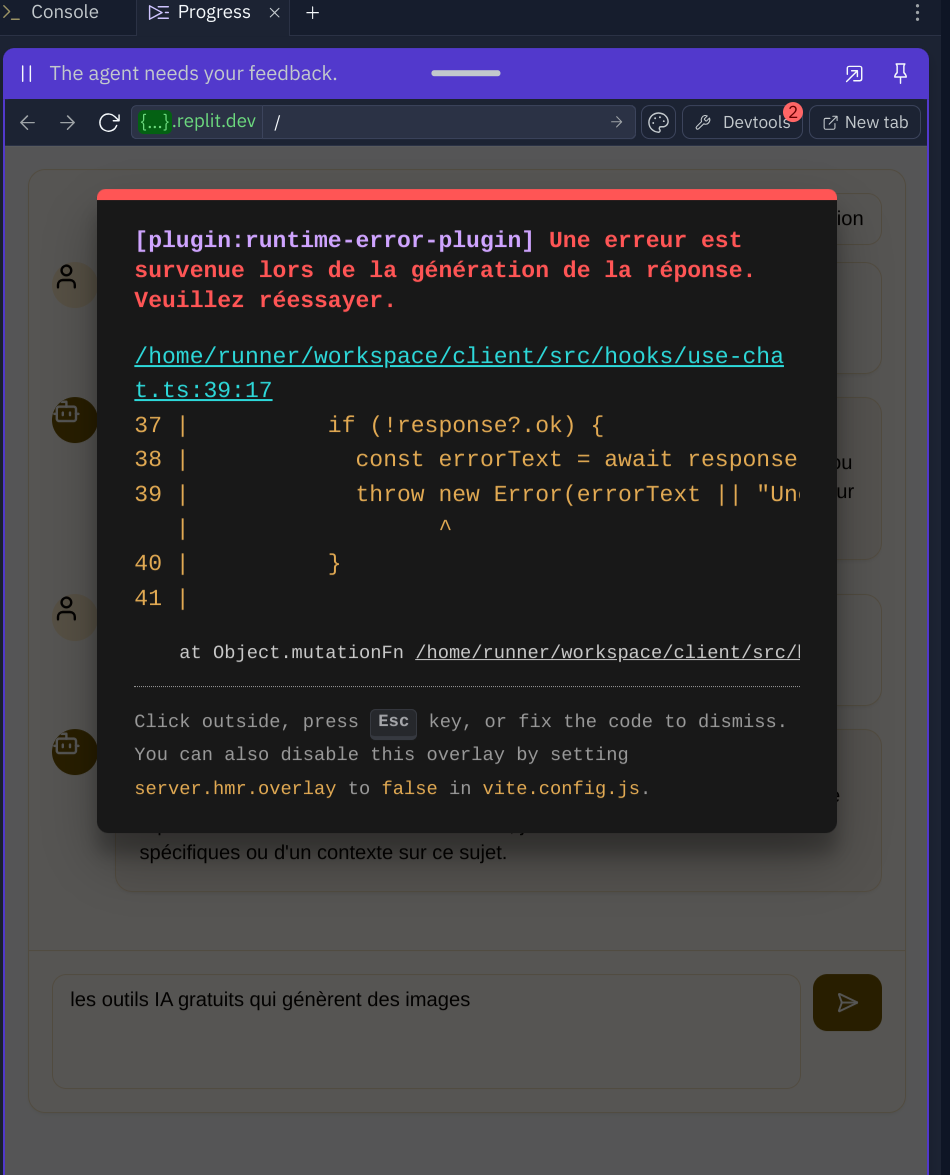 Console
Progress
The agent needs your feedback.
{...}.replit.dev /
Devtools 2
New tab
[plugin:runtime-error-plugin] Une erreur est
survenue lors de la génération de la réponse.
Veuillez réessayer.
/home/runner/workspace/client/src/hooks/use-cha
t.ts:39:17
37 | if (!response?.ok) {
38 | const errorText = await response
39 | throw new Error(errorText || "Un
| ^
40 | }
41 |
at Object.mutationFn /home/runner/workspace/client/src/
Click outside, press Esc key, or fix the code to dismiss.
You can also disable this overlay by setting
server.hmr.overlay to false in vite.config.js.
spécifiques ou d'un contexte sur ce sujet.
les outils IA gratuits qui génèrent des images